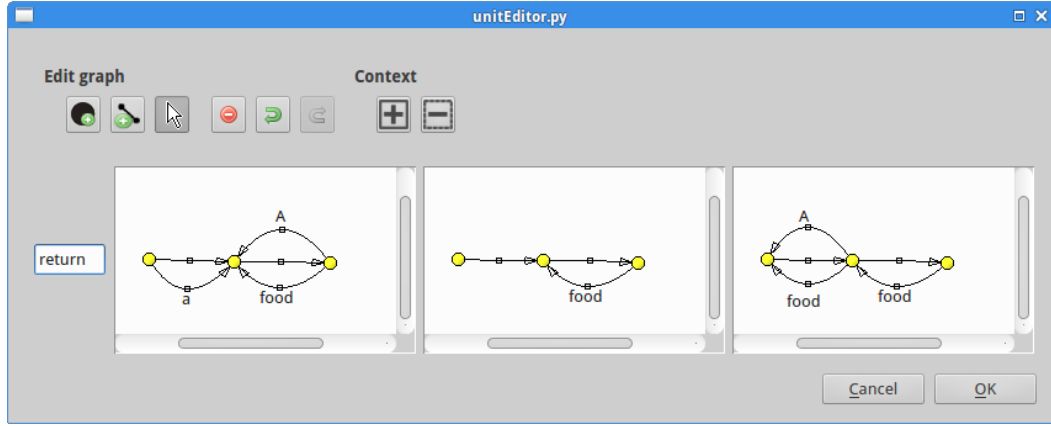 unitEditor.py
Edit graph
Context
return
A
a
food
food
A
food
food
Cancel
OK